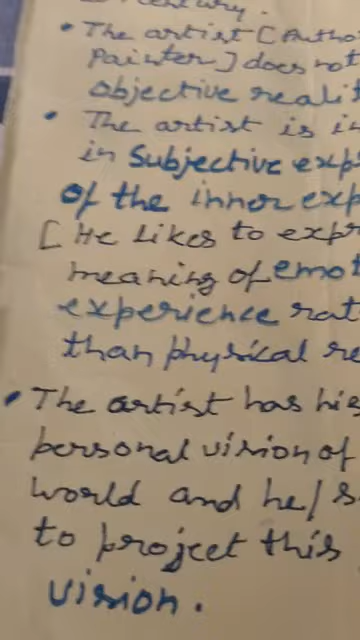 century.
• The artist [Autho
Painter] does not
objective realit
• The artist is in
in subjective exp
of the inner exp
[He likes to expr
meaning of emot
experience rat
than physical re
• The artist has his
personal vision of
world and he/s
to project this
vision.